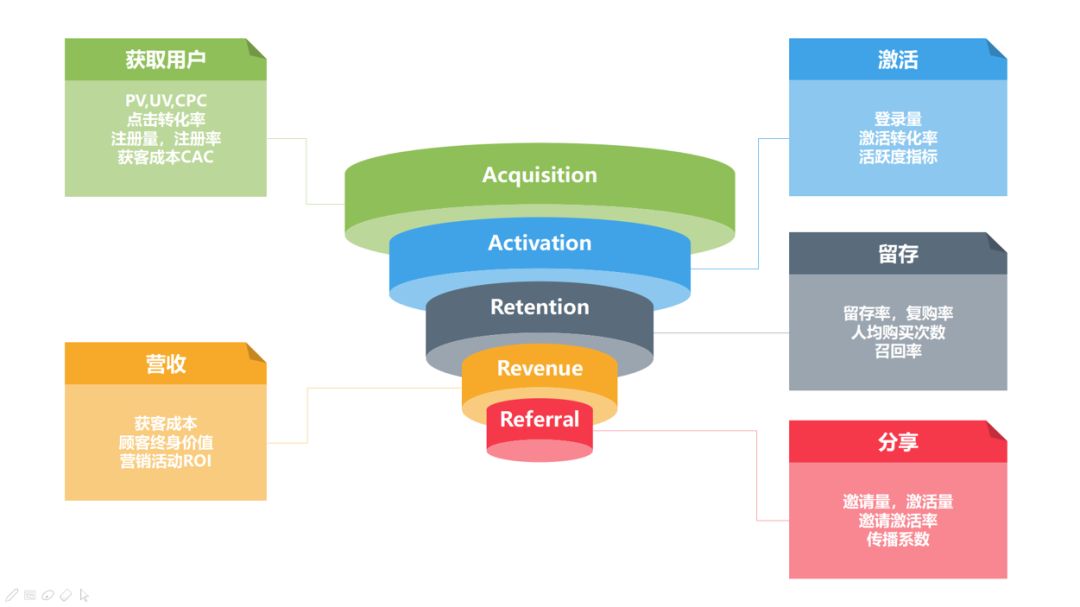 获取用户
PV,UV,CPC
点击转化率
注册量，注册率
获客成本CAC
激活
登录量
激活转化率
活跃度指标
Acquisition
Activation
Retention
Revenue
Referral
留存
留存率，复购率
人均购买次数
召回率
营收
获客成本
顾客终身价值
营销活动ROI
分享
邀请量，激活量
邀请激活率
传播系数